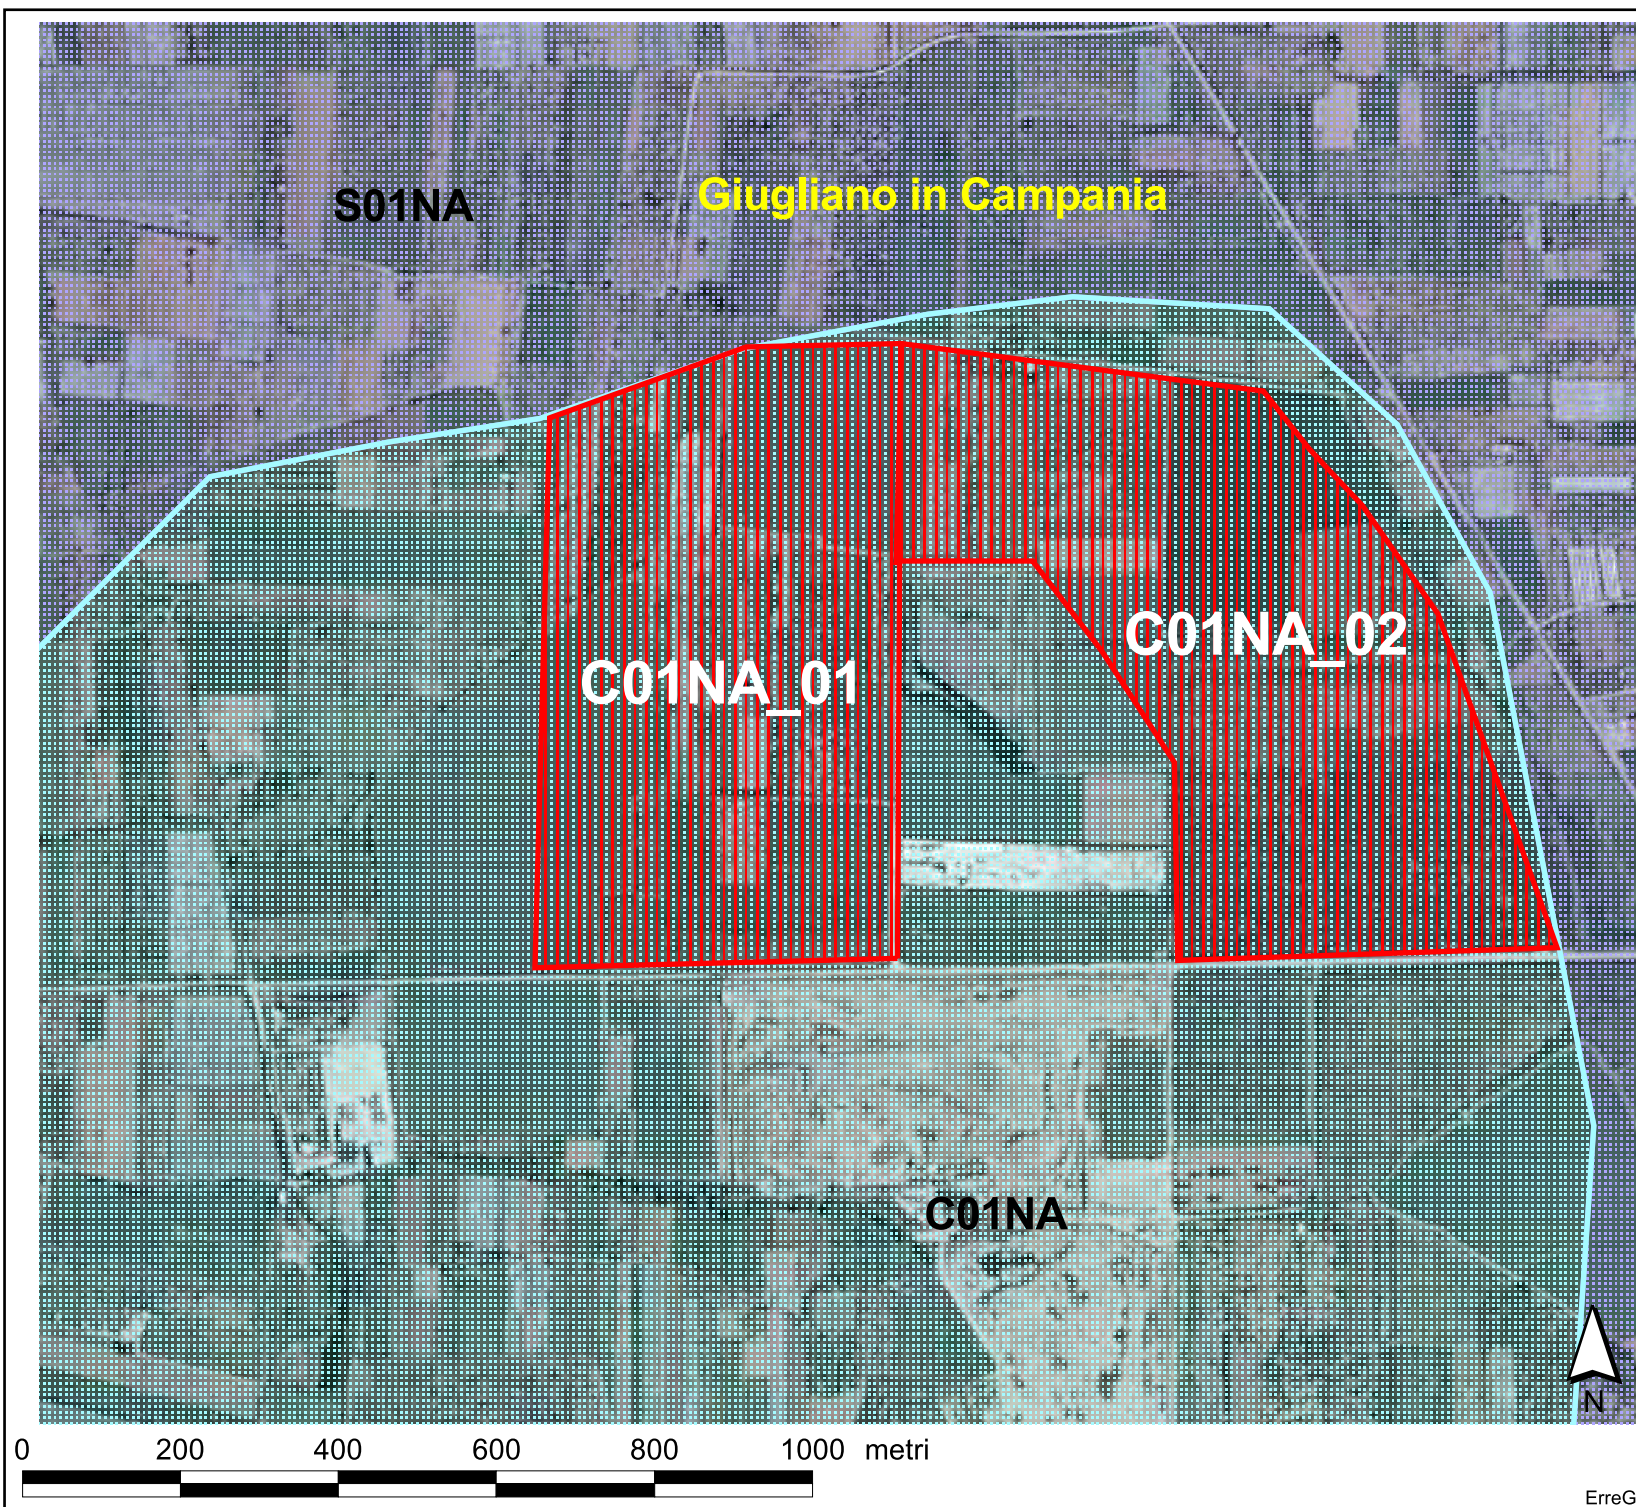 S01NA
Giugliano in Campania
C01NA_02
C01NA_01
C01NA
N
0 200 400 600 800 1000 metri
ErreG